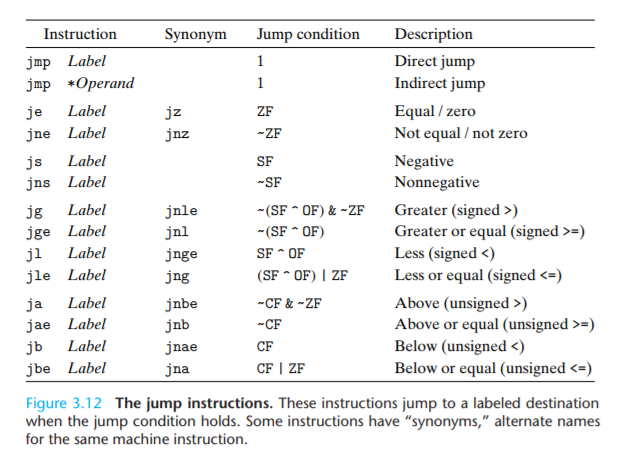 Instruction Synonym Jump condition Description
jmp Label 1 Direct jump
jmp *Operand 1 Indirect jump
je Label jz ZF Equal / zero
jne Label jnz ~ZF Not equal / not zero
js Label SF Negative
jns Label ~SF Nonnegative
jg Label jnle ~(SF ^ OF) & ~ZF Greater (signed >)
jge Label jnl ~(SF ^ OF) Greater or equal (signed >=)
jl Label jnge SF ^ OF Less (signed <)
jle Label jng (SF ^ OF) | ZF Less or equal (signed <=)
ja Label jnbe ~CF & ~ZF Above (unsigned >)
jae Label jnb ~CF Above or equal (unsigned >=)
jb Label jnae CF Below (unsigned <)
jbe Label jna CF | ZF Below or equal (unsigned <=)
Figure 3.12 The jump instructions. These instructions jump to a labeled destination
when the jump condition holds. Some instructions have “synonyms,” alternate names
for the same machine instruction.